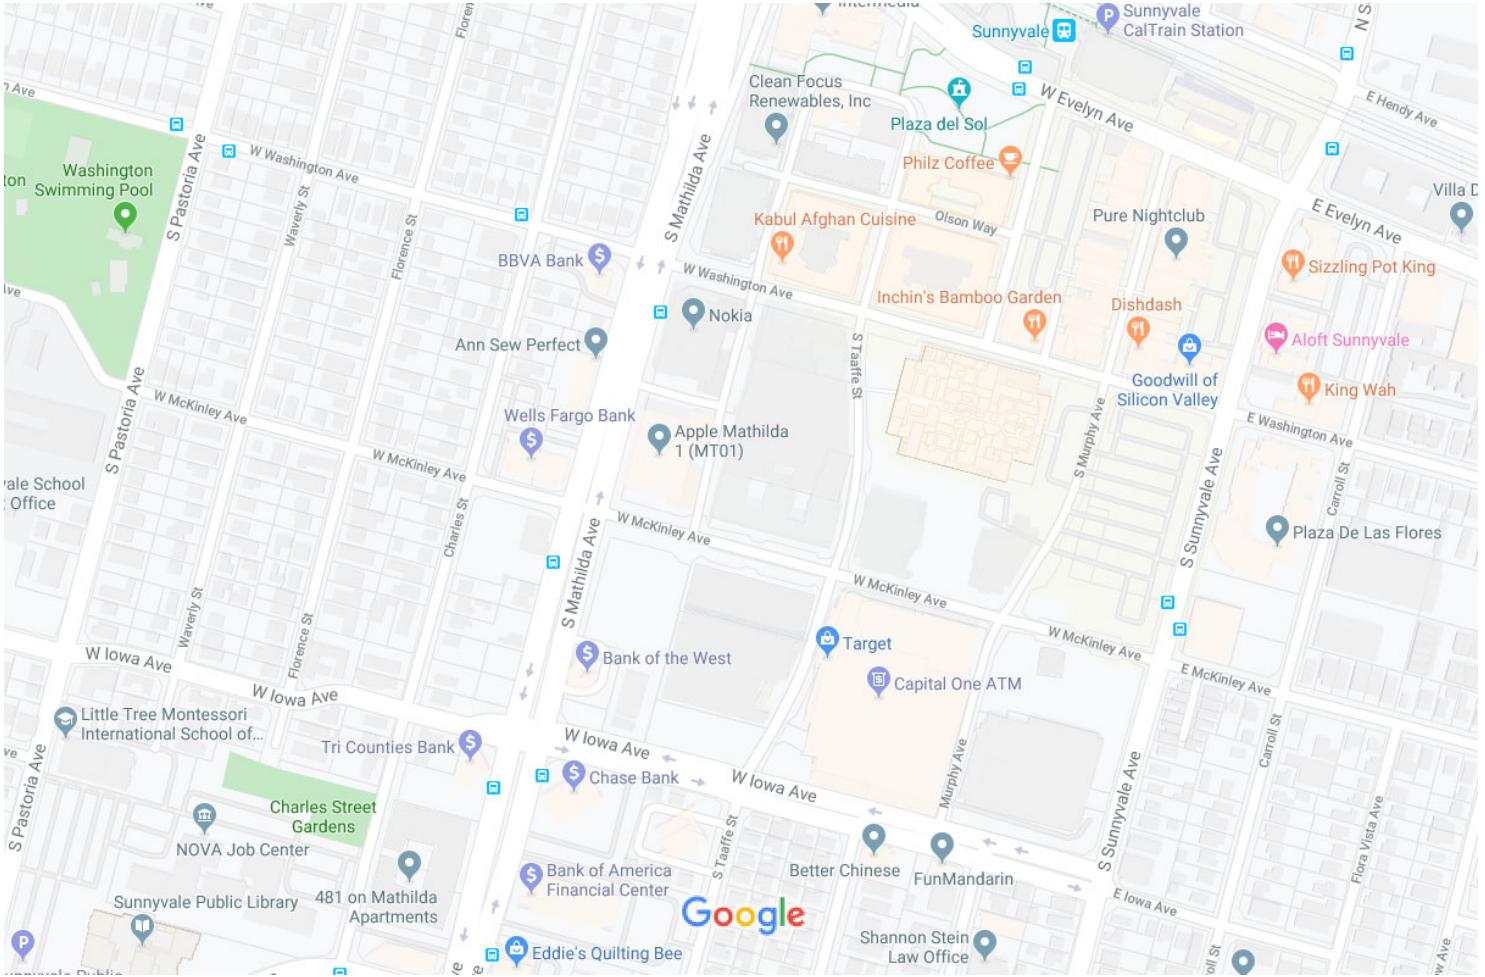 Sunnyvale
Sunnyvale
CalTrain Station
N S
Clean Focus
Renewables, Inc
W Evelyn Ave
E Hendy Ave
Plaza del Sol
Washington
Swimming Pool
W Washington Ave
S Pastoria Ave
Waverly St
Florence St
S Mathilda Ave
Philz Coffee
Kabul Afghan Cuisine
Olson Way
Pure Nightclub
E Evelyn Ave
BBVA Bank
W Washington Ave
Sizzling Pot King
Inchin's Bamboo Garden
Dishdash
Nokia
Ann Sew Perfect
S Taaffe St
Aloft Sunnyvale
Goodwill of
Silicon Valley
King Wah
W McKinley Ave
S Pastoria Ave
Wells Fargo Bank
Apple Mathilda
1 (MT01)
S Murphy Ave
E Washington Ave
W McKinley Ave
School
Office
Charles St
S Sunnyvale Ave
Carroll St
W McKinley Ave
Plaza De Las Flores
S Mathilda Ave
W McKinley Ave
Waverly St
Florence St
W McKinley Ave
E McKinley Ave
Target
Capital One ATM
Bank of the West
W Iowa Ave
W Iowa Ave
Little Tree Montessori
International School of...
Tri Counties Bank
W Iowa Ave
Chase Bank
W Iowa Ave
Murphy Ave
Carroll St
S Pastoria Ave
S Sunnyvale Ave
Flora Vista Ave
Charles Street
Gardens
NOVA Job Center
S Taaffe St
Better Chinese
FunMandarin
Bank of America
Financial Center
481 on Mathilda
Apartments
Sunnyvale Public Library
E Iowa Ave
Google
Shannon Stein
Law Office
Eddie's Quilting Bee